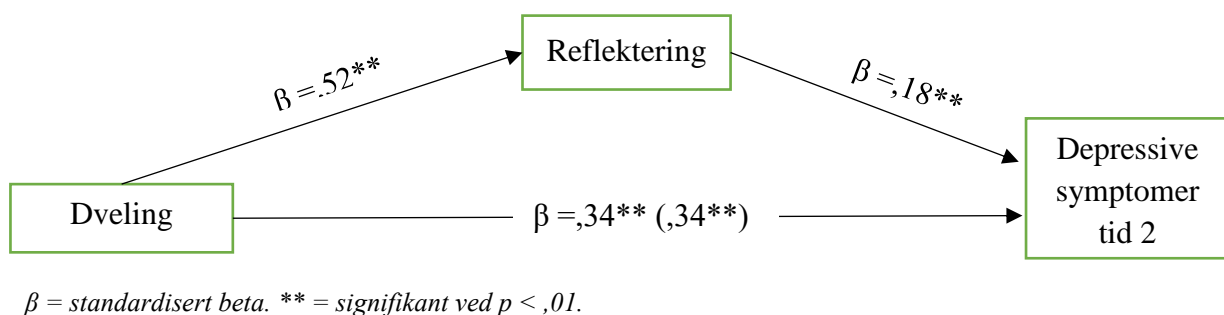 Reflektering
β =.52**
β =,18**
Depressive
symptomer
tid 2
Dveling
β =,34** (,34**)
β = standardisert beta. ** = signifikant ved p < ,01.